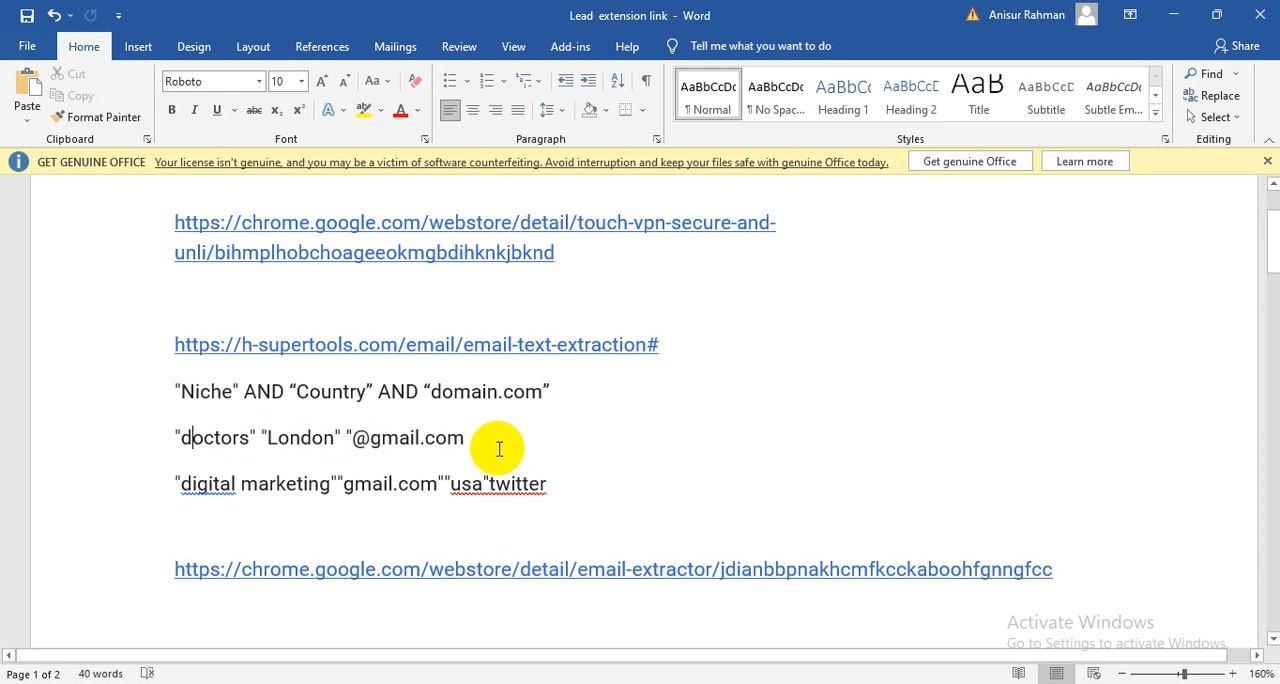 Lead extension link - Word
Anisur Rahman
File Home Insert Design Layout References Mailings Review View Add-ins Help Tell me what you want to do Share
Paste Cut Copy Format Painter
Clipboard
Roboto 10
Aa
B I U abc x₂ x² A A
Font
Paragraph
AaBbCcDc AaBbCcDc AaBbC( AaBbCcE AaB AaBbCcD AaBbCcDc
¶ Normal ¶ No Spac... Heading 1 Heading 2 Title Subtitle Subtle Em...
Styles
Find
Replace
Select
Editing
GET GENUINE OFFICE Your license isn't genuine, and you may be a victim of software counterfeiting. Avoid interruption and keep your files safe with genuine Office today. Get genuine Office Learn more
https://chrome.google.com/webstore/detail/touch-vpn-secure-and-
unli/bihmplhobchoageeokmgbdihknkjbknd
https://h-supertools.com/email/email-text-extraction#
"Niche" AND “Country” AND “domain.com”
"doctors" "London" "@gmail.com
"digital marketing""gmail.com""usa"twitter
https://chrome.google.com/webstore/detail/email-extractor/jdianbbpnakhcmfkcckaboohfgnngfcc
Activate Windows
Go to Settings to activate Windows.
Page 1 of 2 40 words 160%